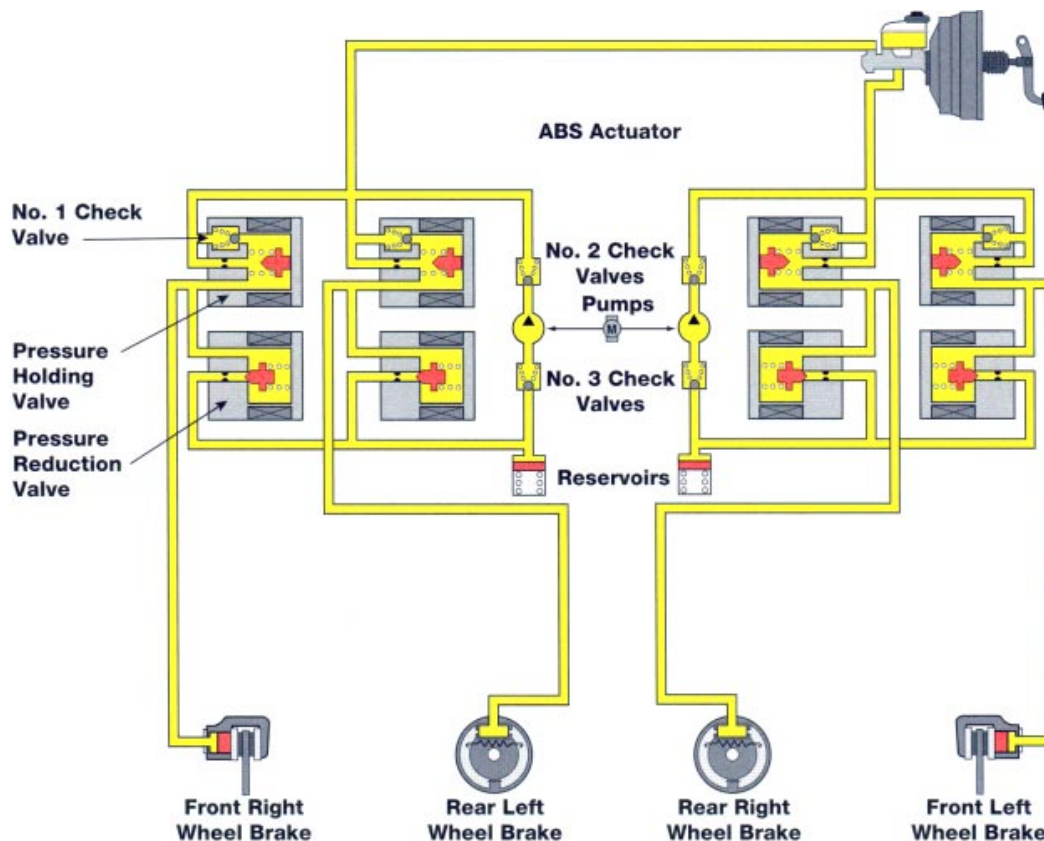 ABS Actuator
No. 1 Check
Valve
No. 2 Check
Valves
Pumps
M
Pressure
Holding
Valve
No. 3 Check
Valves
Pressure
Reduction
Valve
Reservoirs
Front Right
Wheel Brake
Rear Left
Wheel Brake
Rear Right
Wheel Brake
Front Left
Wheel Brake